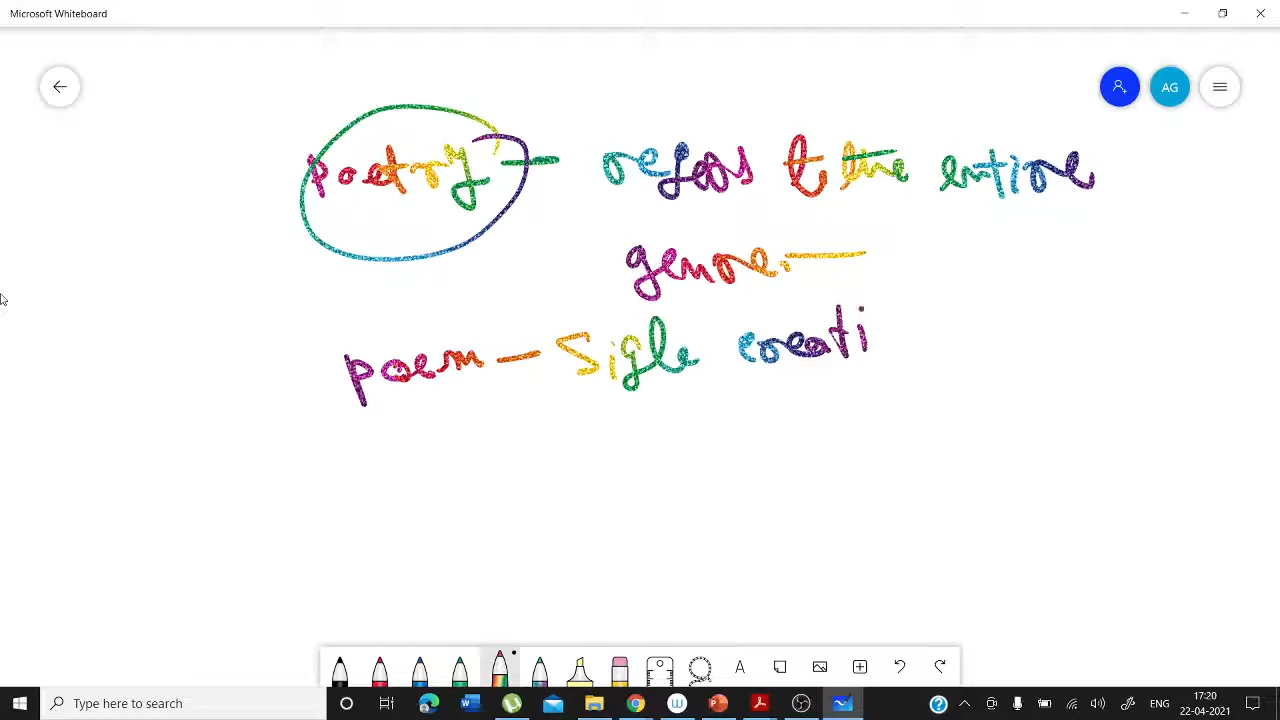 Microsoft Whiteboard
AG
poetry - refers to the entire
genre. -
poem - Sigle creati
A
Type here to search
ENG
17:20
22-04-2021